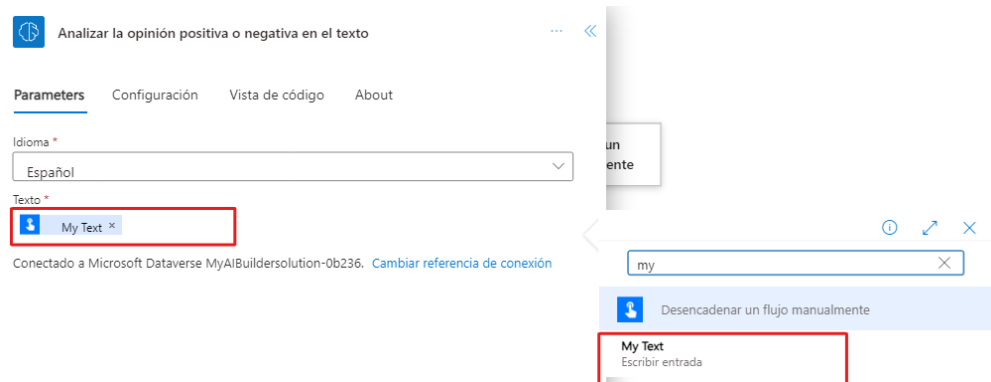 Analizar la opinión positiva o negativa en el texto
Parameters Configuración Vista de código About
Idioma *
Español
Texto *
My Text ×
Conectado a Microsoft Dataverse MyAIBuildersolution-0b236. Cambiar referencia de conexión
un
ente
my
Desencadenar un flujo manualmente
My Text
Escribir entrada